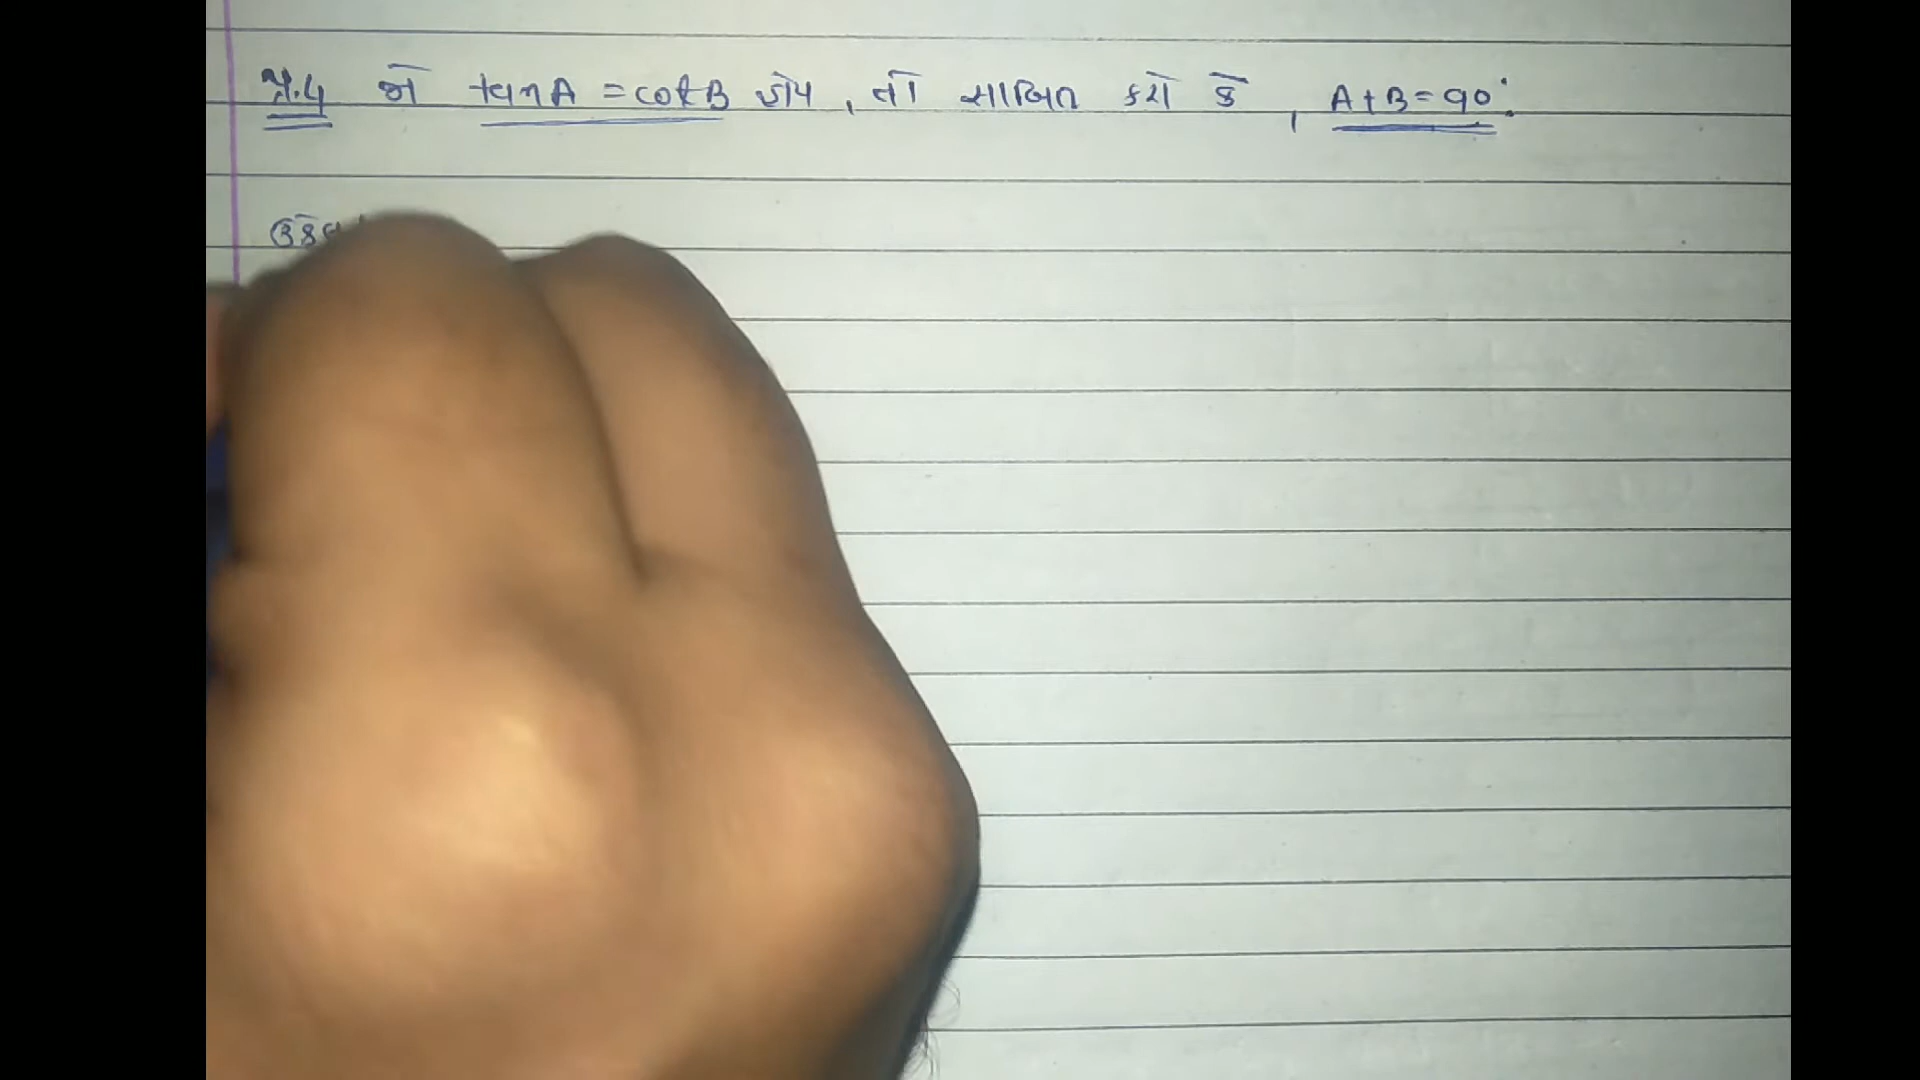 પ્ર.4 જો tanA = cotB હોય, તો સાબિત કરો કે, A+B=90°.
ઉકેલ